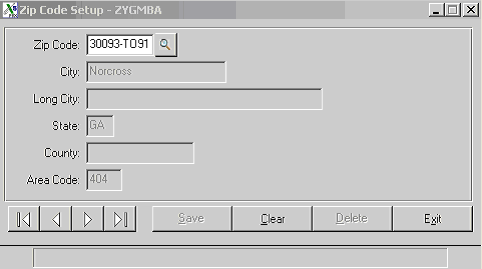 Zip Code Setup - ZYGMBA
Zip Code: 30093-TO91
City: Norcross
Long City:
State: GA
County:
Area Code: 404
Save Clear Delete Exit